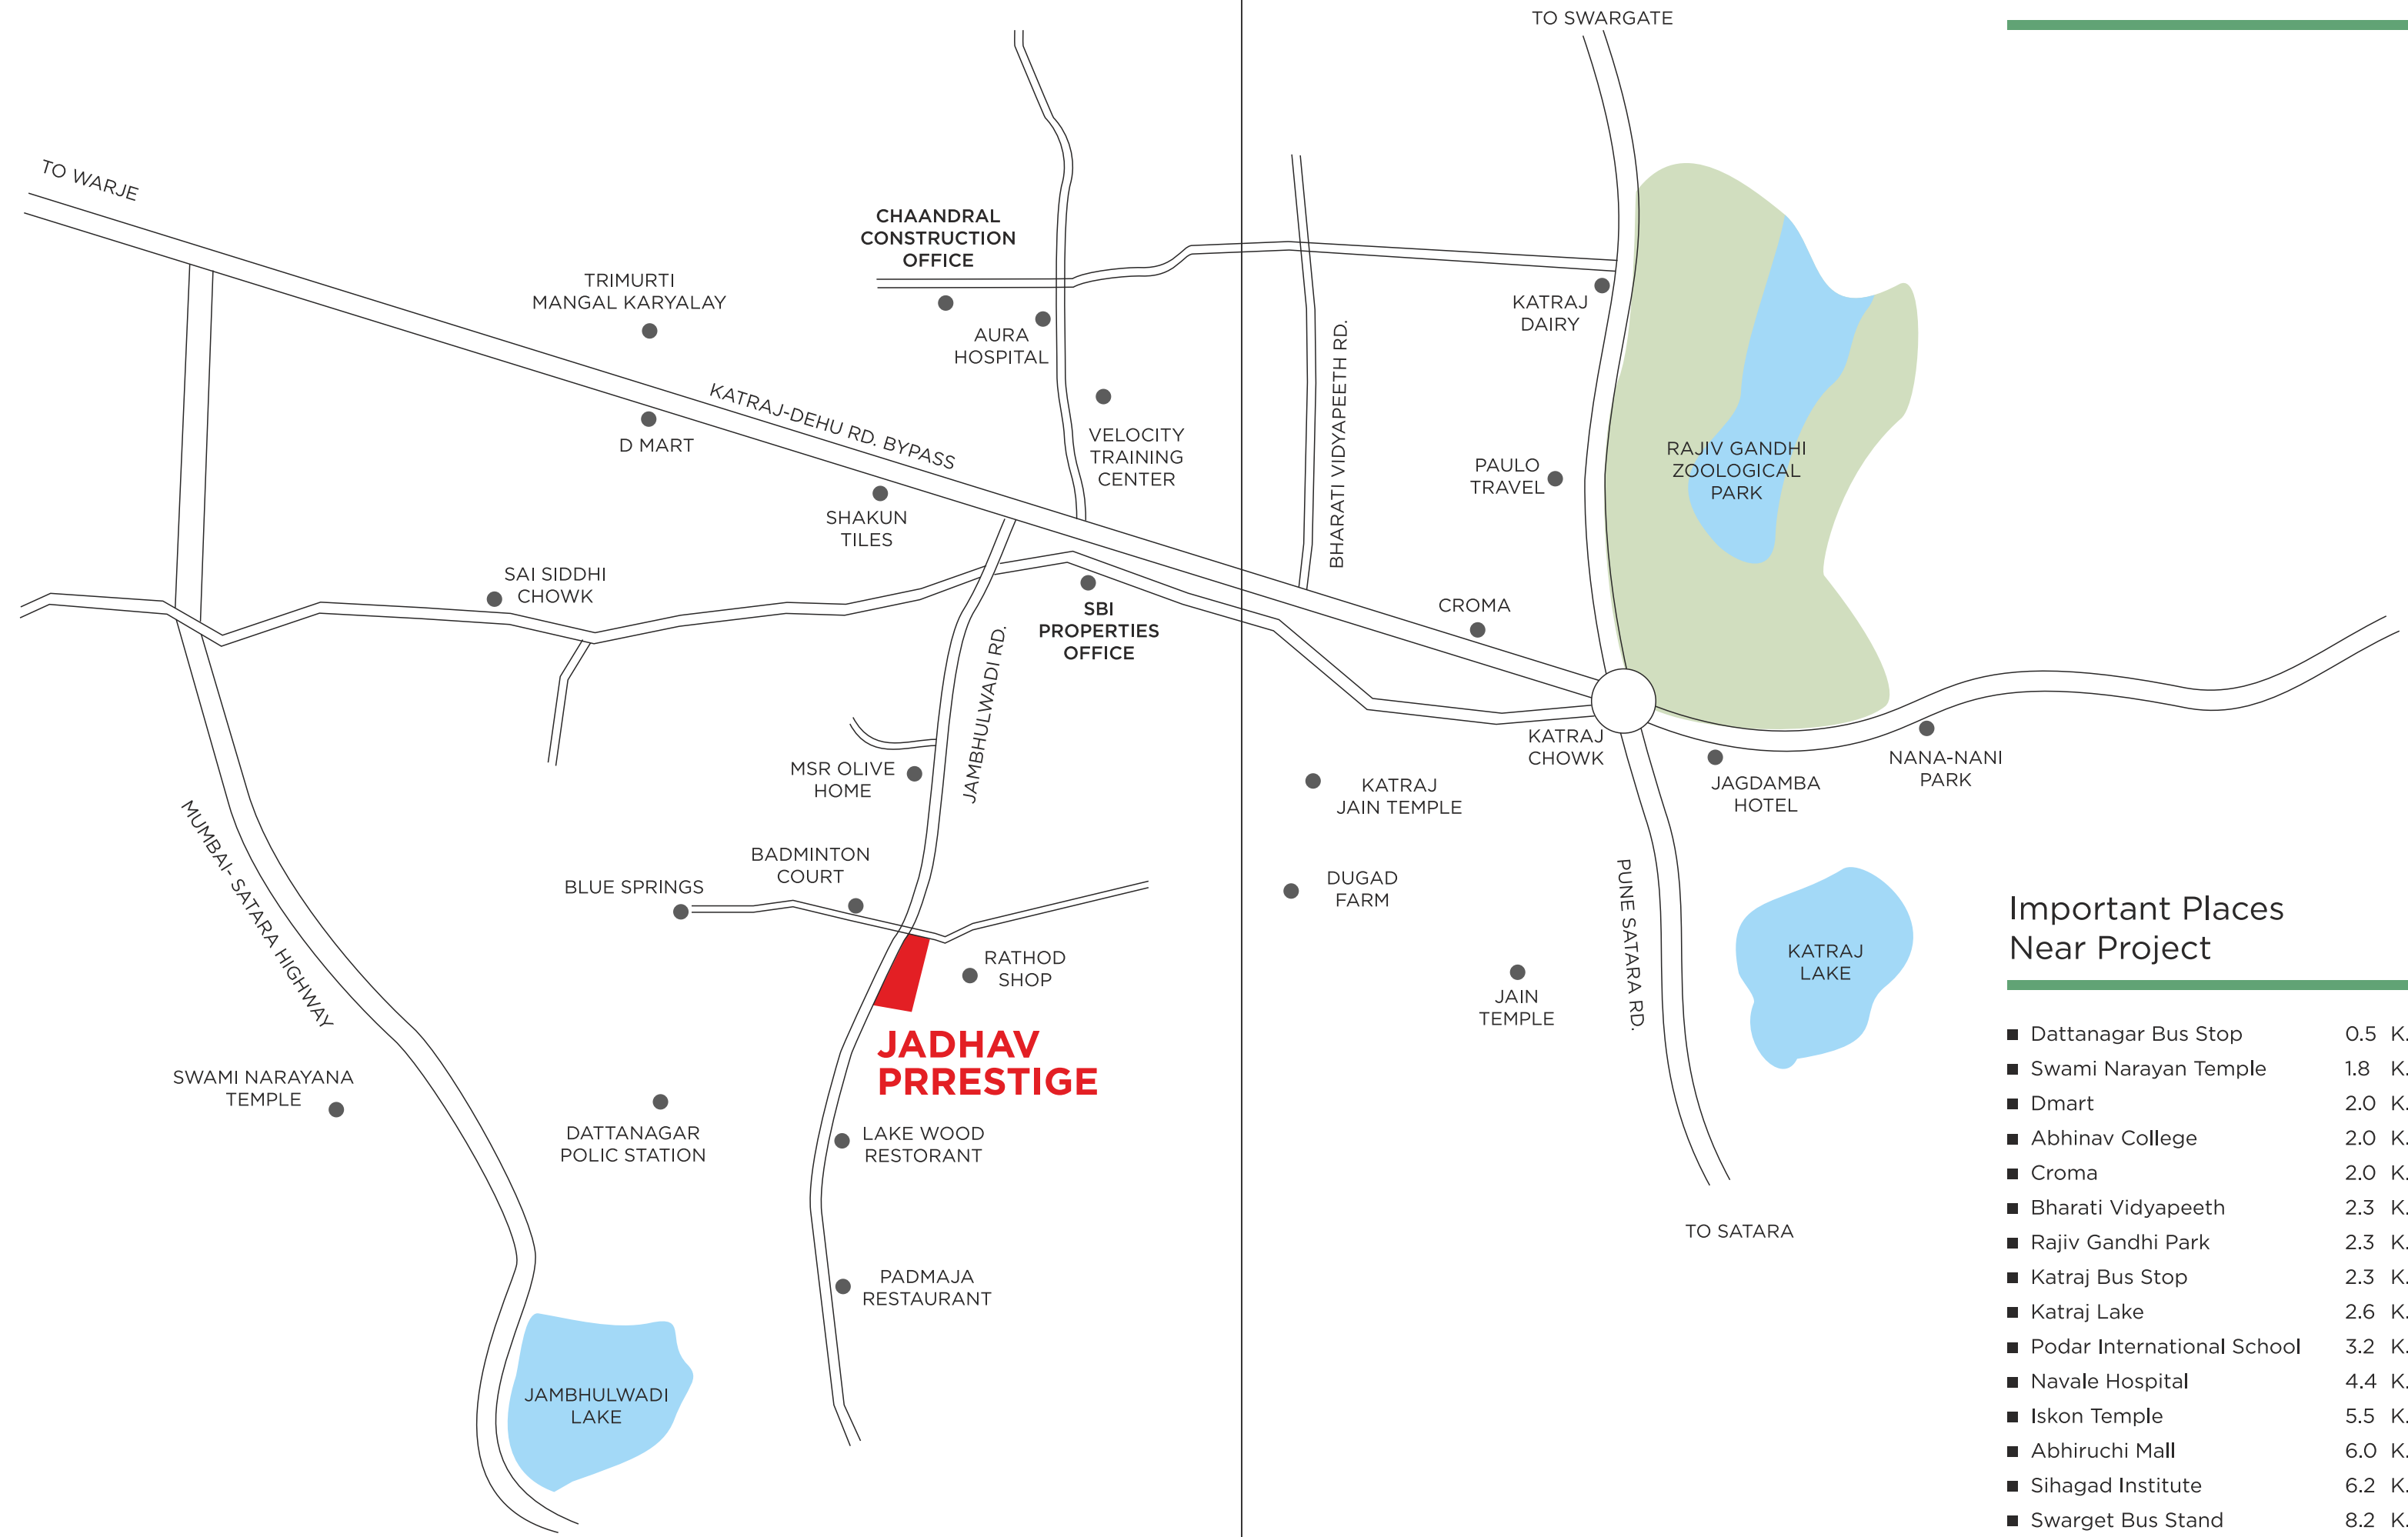 TO SWARGATE
TO WARJE
CHAANDRAL
CONSTRUCTION
OFFICE
TRIMURTI
MANGAL KARYALAY
AURA
HOSPITAL
KATRAJ
DAIRY
BHARATI VIDYAPEETH RD.
KATRAJ-DEHU RD. BYPASS
D MART
VELOCITY
TRAINING
CENTER
PAULO
TRAVEL
RAJIV GANDHI
ZOOLOGICAL
PARK
SHAKUN
TILES
SAI SIDDHI
CHOWK
SBI
PROPERTIES
OFFICE
CROMA
JAMBHULWADI RD.
KATRAJ
CHOWK
MSR OLIVE
HOME
KATRAJ
JAIN TEMPLE
JAGDAMBA
HOTEL
NANA-NANI
PARK
MUMBAI- SATARA HIGHWAY
BADMINTON
COURT
BLUE SPRINGS
DUGAD
FARM
PUNE SATARA RD.
KATRAJ
LAKE
RATHOD
SHOP
JAIN
TEMPLE
JADHAV
PRRESTIGE
SWAMI NARAYANA
TEMPLE
DATTANAGAR
POLIC STATION
LAKE WOOD
RESTORANT
TO SATARA
PADMAJA
RESTAURANT
JAMBHULWADI
LAKE
Important Places
Near Project
Dattanagar Bus Stop 0.5 K.
Swami Narayan Temple 1.8 K.
Dmart 2.0 K.
Abhinav College 2.0 K.
Croma 2.0 K.
Bharati Vidyapeeth 2.3 K.
Rajiv Gandhi Park 2.3 K.
Katraj Bus Stop 2.3 K.
Katraj Lake 2.6 K.
Podar International School 3.2 K.
Navale Hospital 4.4 K.
Iskon Temple 5.5 K.
Abhiruchi Mall 6.0 K.
Sihagad Institute 6.2 K.
Swarget Bus Stand 8.2 K.